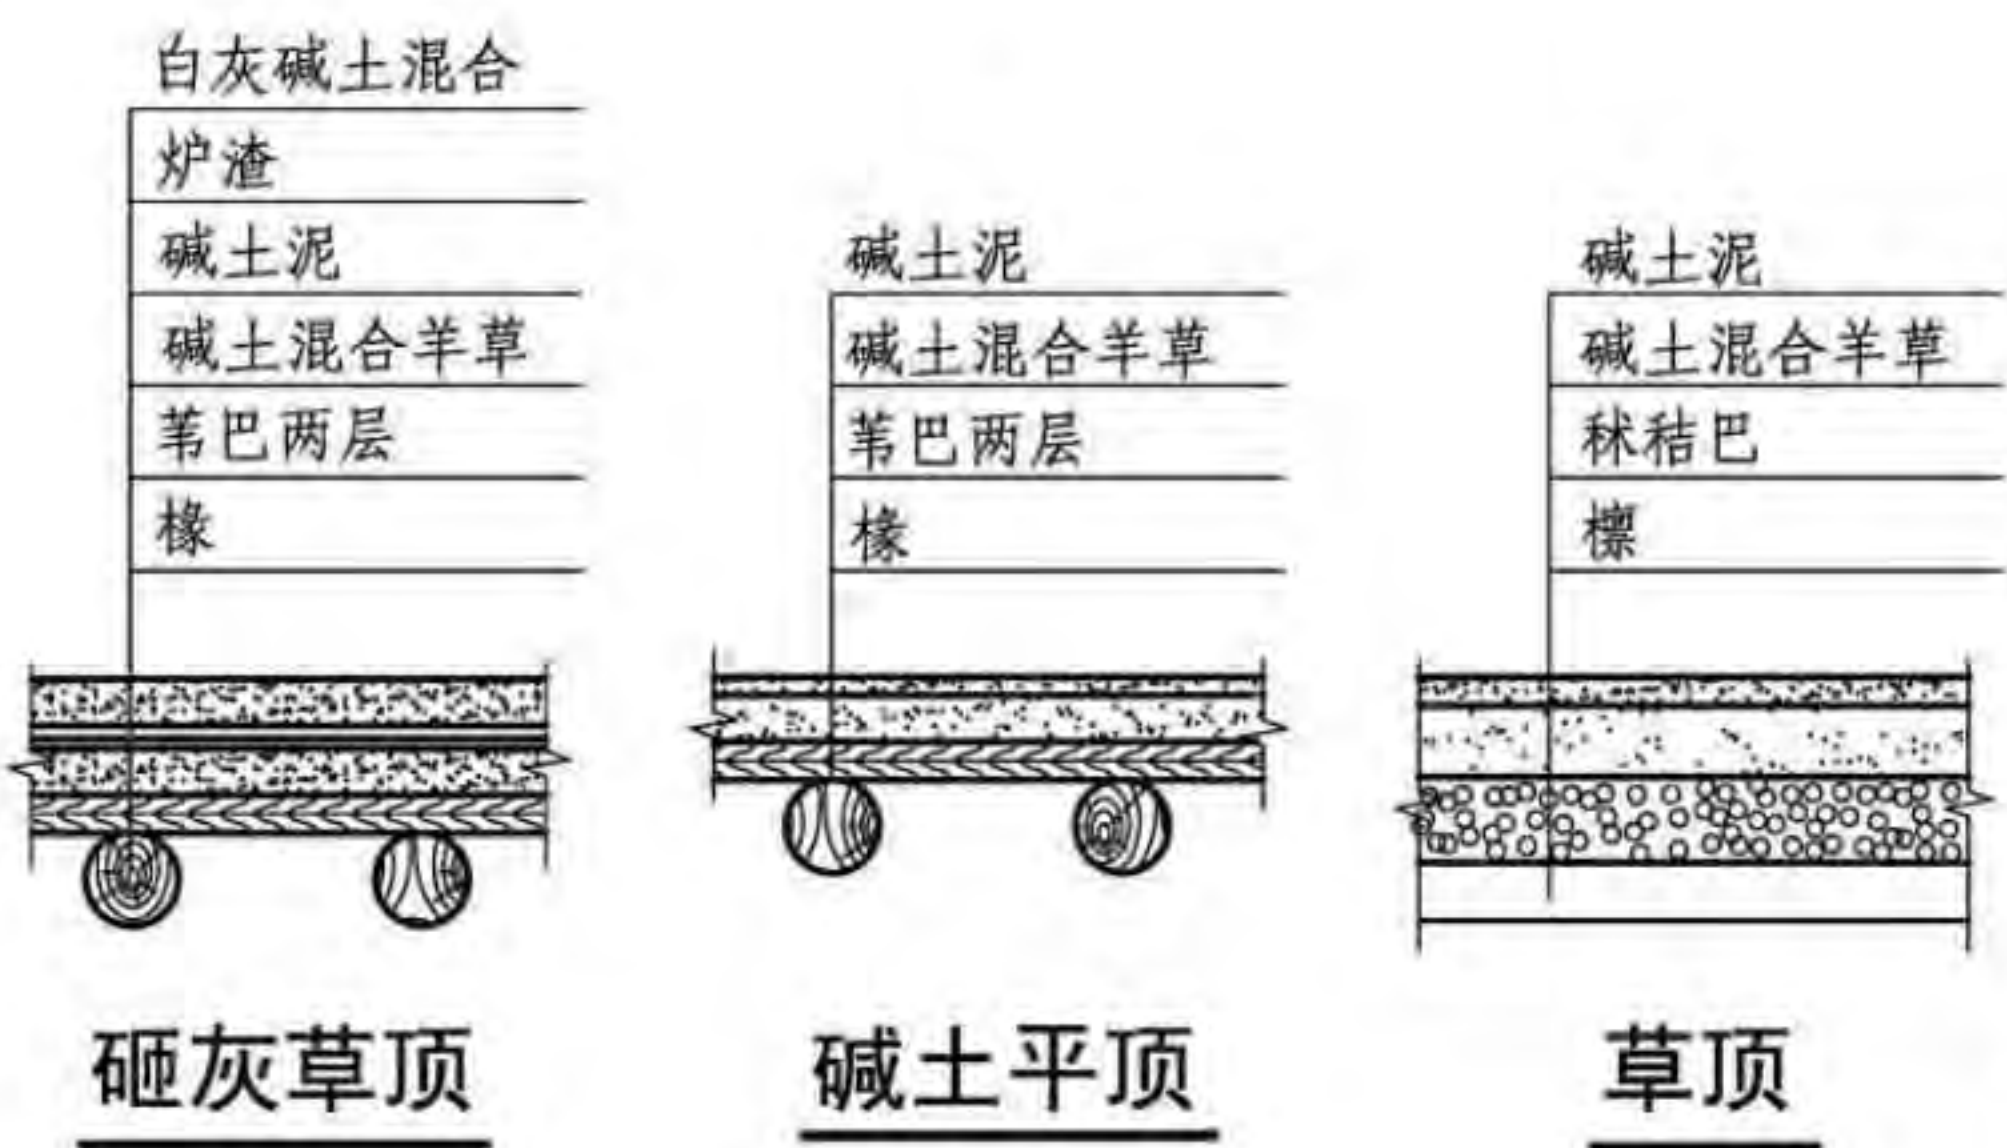 白灰碱土混合
炉渣
碱土泥
碱土混合羊草
苇巴两层
椽
砸灰草顶
碱土泥
碱土混合羊草
苇巴两层
椽
碱土平顶
碱土泥
碱土混合羊草
秫秸巴
檩
草顶